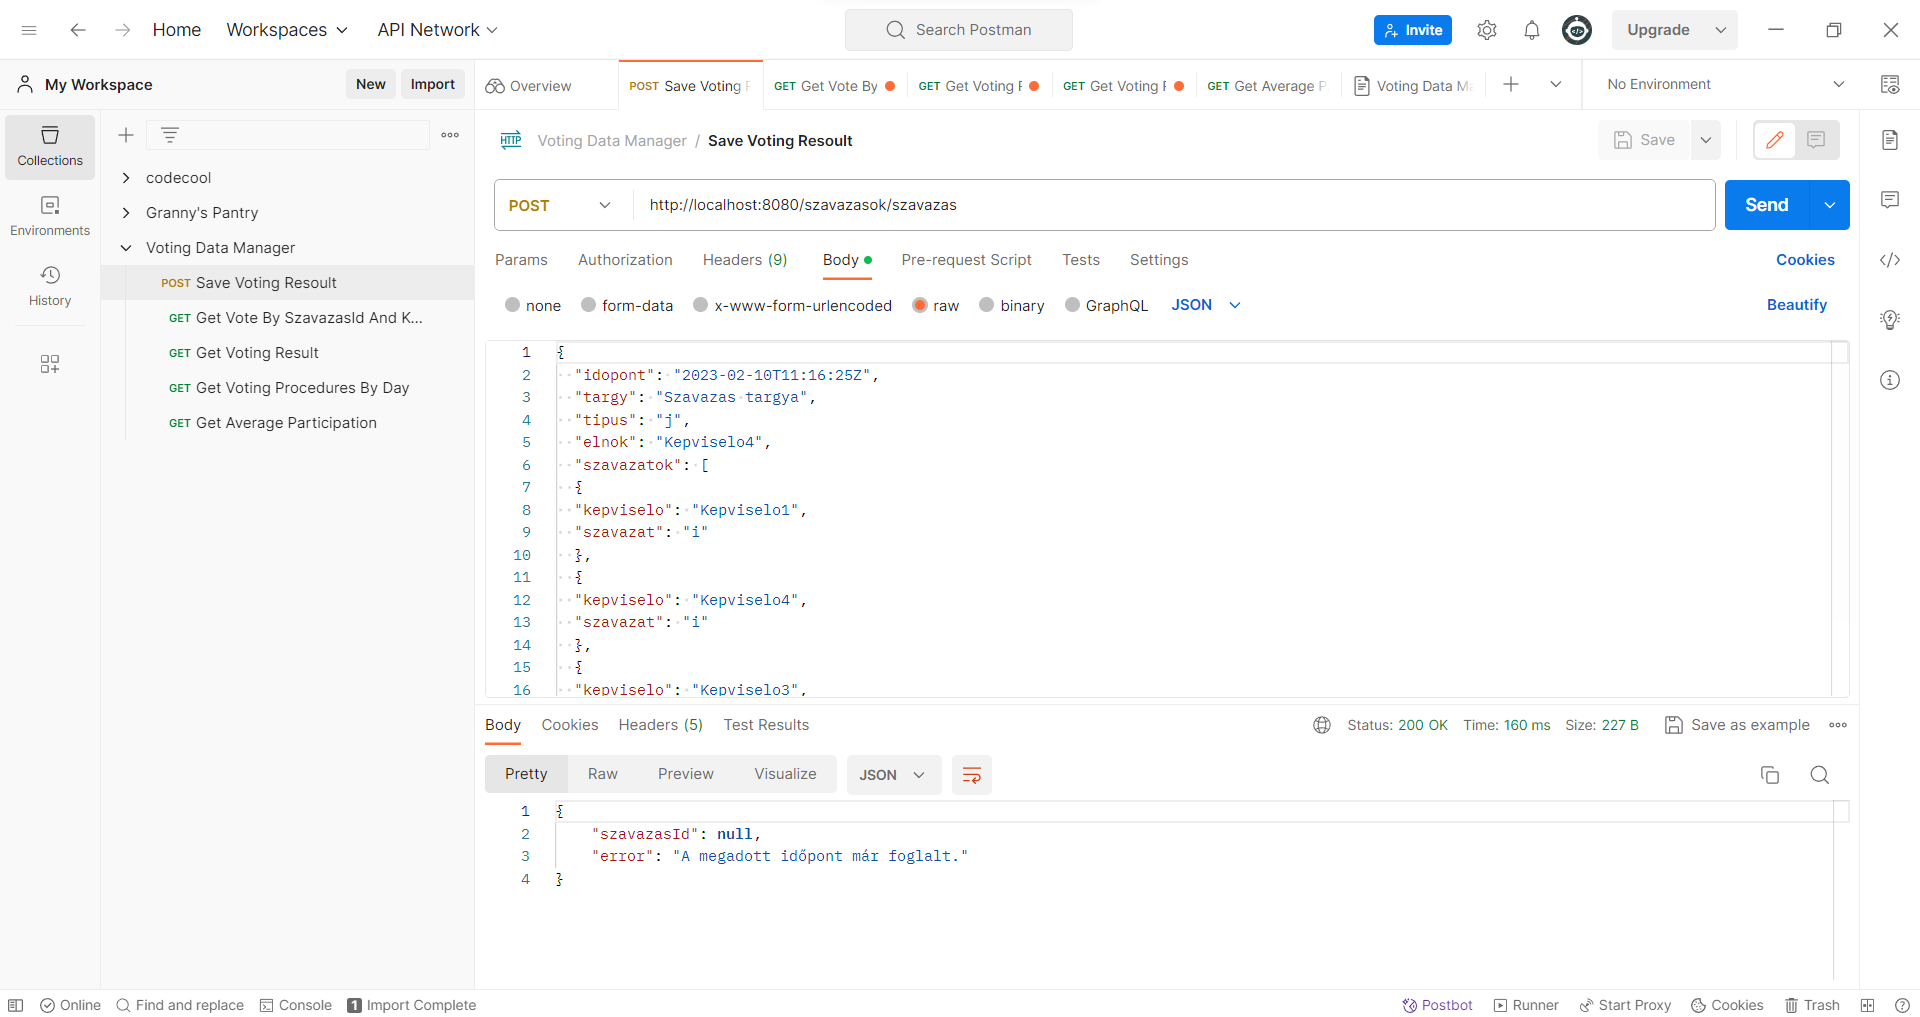 Home Workspaces API Network Search Postman Invite Upgrade
My Workspace New Import Overview POST Save Voting R GET Get Vote By GET Get Voting F GET Get Voting F GET Get Average P Voting Data Ma No Environment
Collections
Environments
History
codecool
Granny's Pantry
Voting Data Manager
POST Save Voting Resoult
GET Get Vote By SzavazasId And K...
GET Get Voting Result
GET Get Voting Procedures By Day
GET Get Average Participation
HTTP Voting Data Manager / Save Voting Resoult Save
POST http://localhost:8080/szavazasok/szavazas Send
Params Authorization Headers (9) Body Pre-request Script Tests Settings Cookies
none form-data x-www-form-urlencoded raw binary GraphQL JSON Beautify
1 {
2 "idopont": "2023-02-10T11:16:25Z",
3 "targy": "Szavazas targya",
4 "tipus": "j",
5 "elnok": "Kepviselo4",
6 "szavazatok": [
7 {
8 "kepviselo": "Kepviselo1",
9 "szavazat": "i"
10 },
11 {
12 "kepviselo": "Kepviselo4",
13 "szavazat": "i"
14 },
15 {
16 "kepviselo": "Kepviselo3",
Body Cookies Headers (5) Test Results Status: 200 OK Time: 160 ms Size: 227 B Save as example
Pretty Raw Preview Visualize JSON
1 {
2 "szavazasId": null,
3 "error": "A megadott időpont már foglalt."
4 }
Online Find and replace Console 1 Import Complete Postbot Runner Start Proxy Cookies Trash